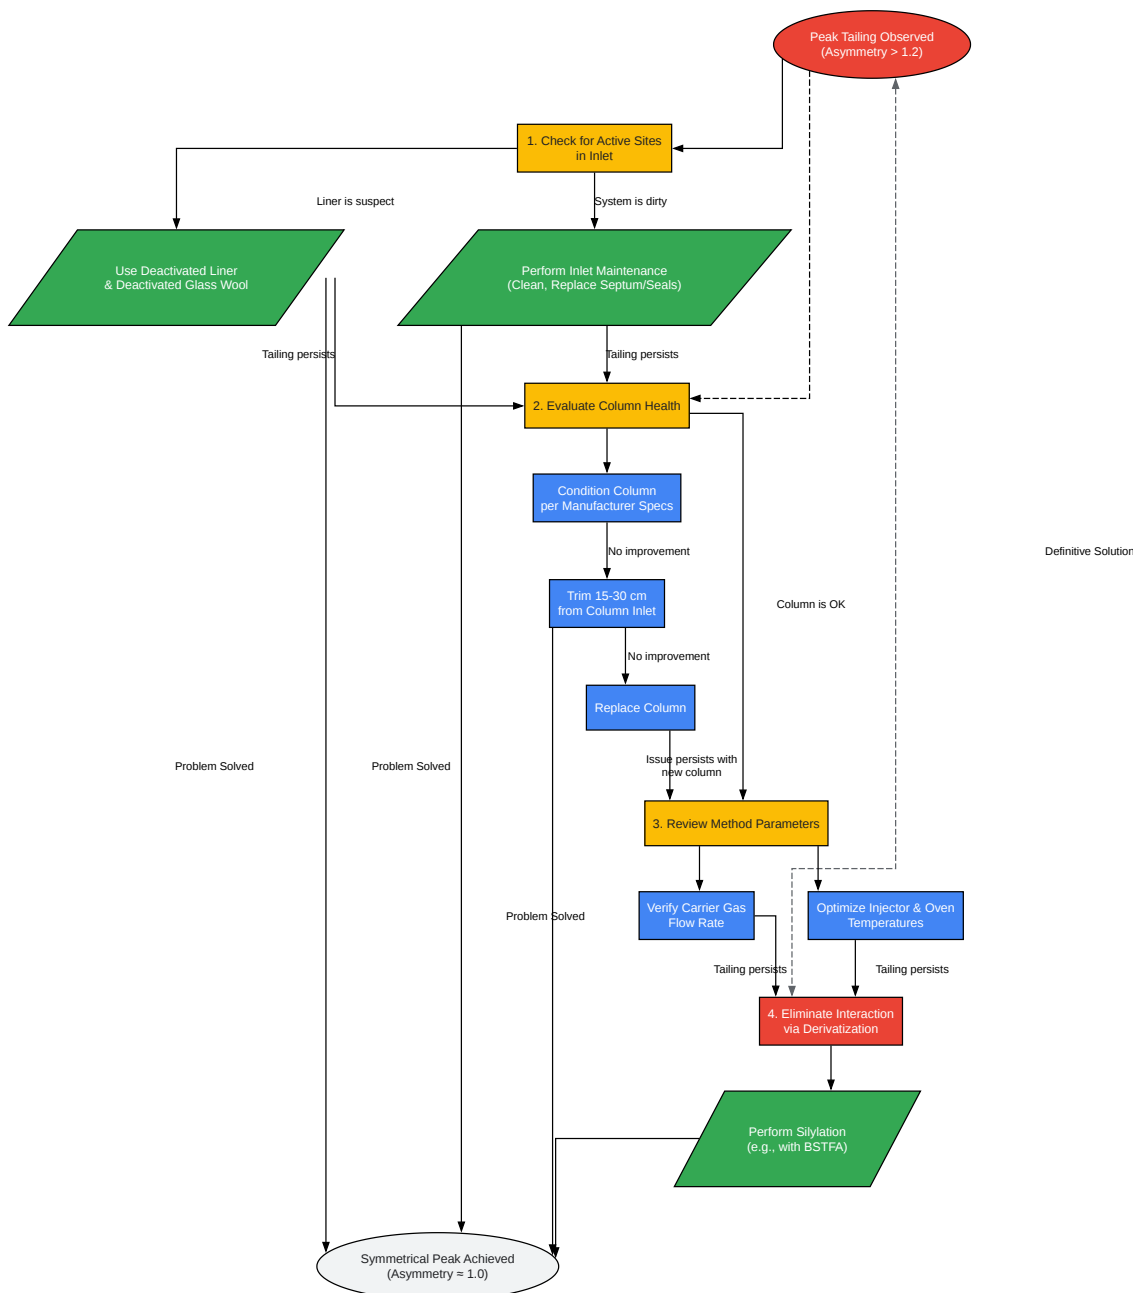 Peak Tailing Observed
(Asymmetry > 1.2)
1. Check for Active Sites
in Inlet
Liner is suspect
System is dirty
Use Deactivated Liner
& Deactivated Glass Wool
Perform Inlet Maintenance
(Clean, Replace Septum/Seals)
Tailing persists
Tailing persists
2. Evaluate Column Health
Condition Column
per Manufacturer Specs
No improvement
Definitive Solution
Trim 15-30 cm
from Column Inlet
Column is OK
No improvement
Replace Column
Problem Solved
Problem Solved
Issue persists with
new column
3. Review Method Parameters
Verify Carrier Gas
Flow Rate
Optimize Injector & Oven
Temperatures
Problem Solved
Tailing persists
Tailing persists
4. Eliminate Interaction
via Derivatization
Perform Silylation
(e.g., with BSTFA)
Symmetrical Peak Achieved
(Asymmetry ≈ 1.0)